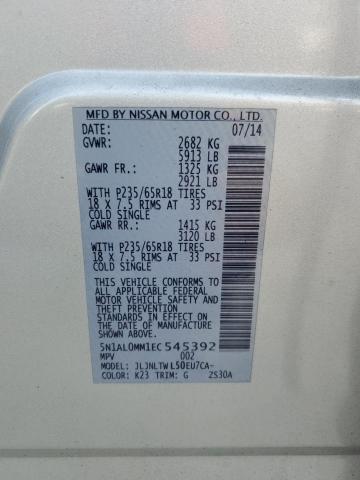 MFD BY NISSAN MOTOR CO., LTD.
DATE: 07/14
GVWR: 2682 KG
5913 LB
GAWR FR.: 1325 KG
2921 LB
WITH P235/65R18 TIRES
18 X 7.5 RIMS AT 33 PSI
COLD SINGLE
GAWR RR.: 1415 KG
3120 LB
WITH P235/65R18 TIRES
18 X 7.5 RIMS AT 33 PSI
COLD SINGLE
THIS VEHICLE CONFORMS TO
ALL APPLICABLE FEDERAL
MOTOR VEHICLE SAFETY
AND THEFT PREVENTION
STANDARDS IN EFFECT ON
THE DATE OF MANUFACTURE
SHOWN ABOVE.
5N1AL0MM1EC545392
MPV 002
MODEL: JLJNLTWL50EU7CA-
COLOR: K23 TRIM: G ZS30A